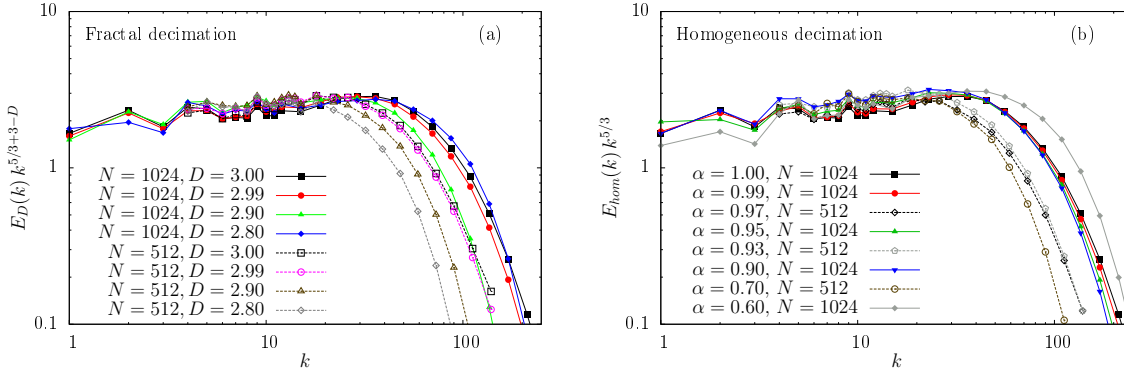 Fractal decimation (a)
E_D(k) k^{5/3+3−D}
10
1
0.1
N = 1024, D = 3.00
N = 1024, D = 2.99
N = 1024, D = 2.90
N = 1024, D = 2.80
N = 512, D = 3.00
N = 512, D = 2.99
N = 512, D = 2.90
N = 512, D = 2.80
1 10 100
k
Homogeneous decimation (b)
E_{hom}(k) k^{5/3}
10
1
0.1
α = 1.00, N = 1024
α = 0.99, N = 1024
α = 0.97, N = 512
α = 0.95, N = 1024
α = 0.93, N = 512
α = 0.90, N = 1024
α = 0.70, N = 512
α = 0.60, N = 1024
1 10 100
k